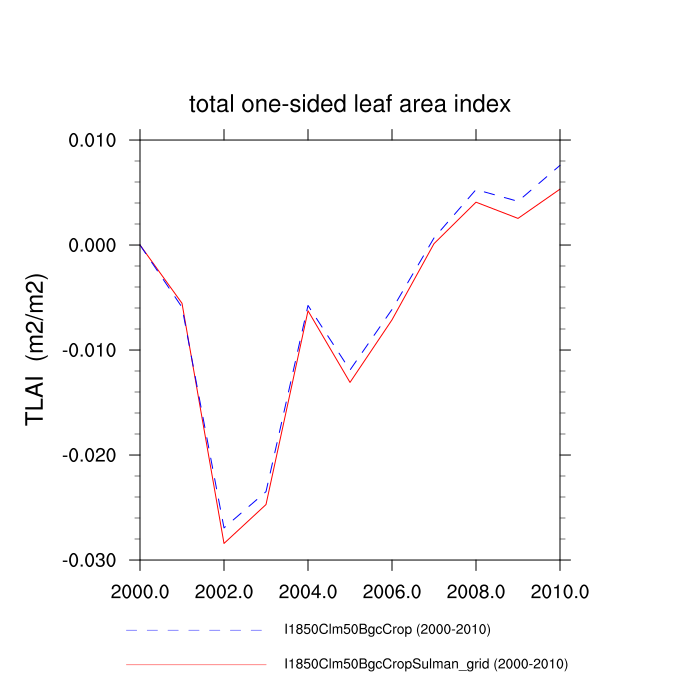 total one-sided leaf area index
0.010
0.000
-0.010
-0.020
-0.030
TLAI (m2/m2)
2000.0 2002.0 2004.0 2006.0 2008.0 2010.0
I1850Clm50BgcCrop (2000-2010)
I1850Clm50BgcCropSulman_grid (2000-2010)